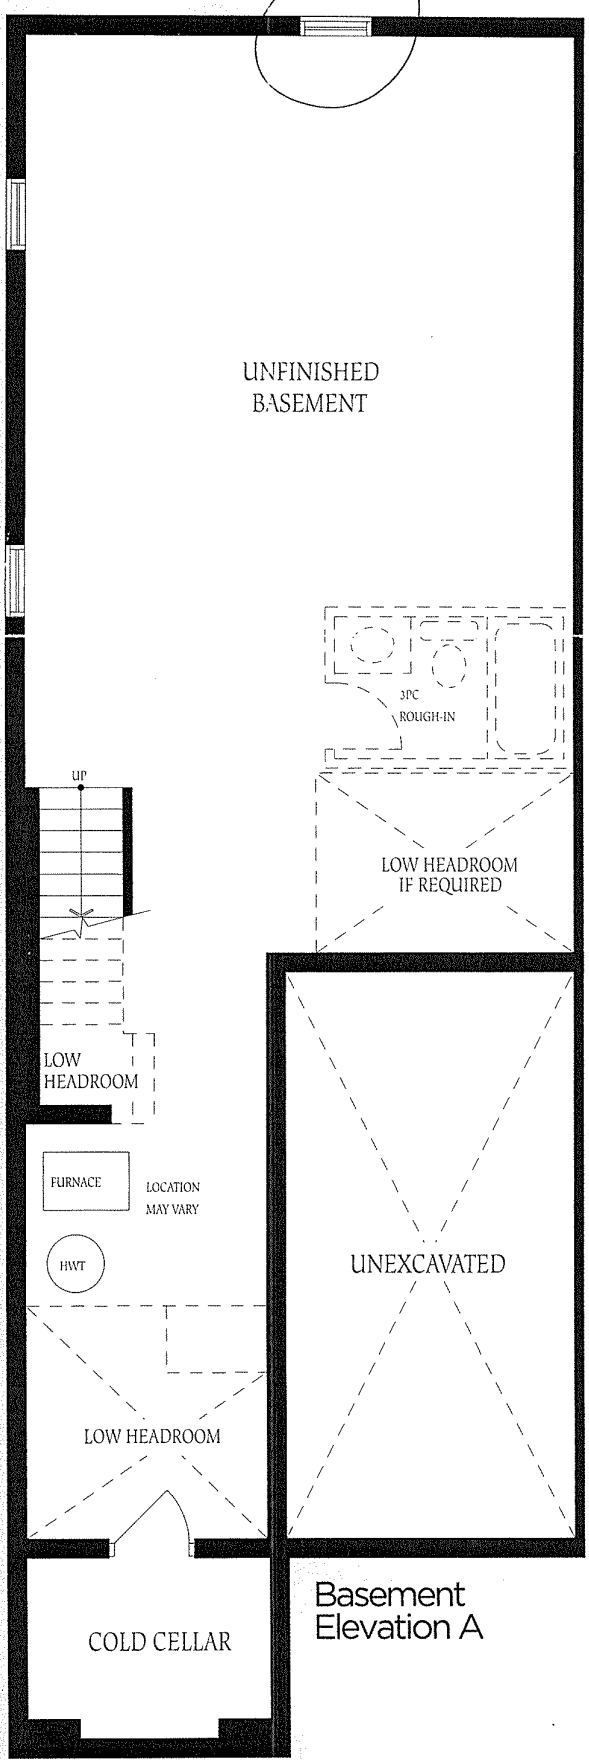 UNFINISHED
BASEMENT
3PC
ROUGH-IN
UP
LOW HEADROOM
IF REQUIRED
LOW
HEADROOM
FURNACE
LOCATION
MAY VARY
HWT
UNEXCAVATED
LOW HEADROOM
COLD CELLAR
Basement
Elevation A